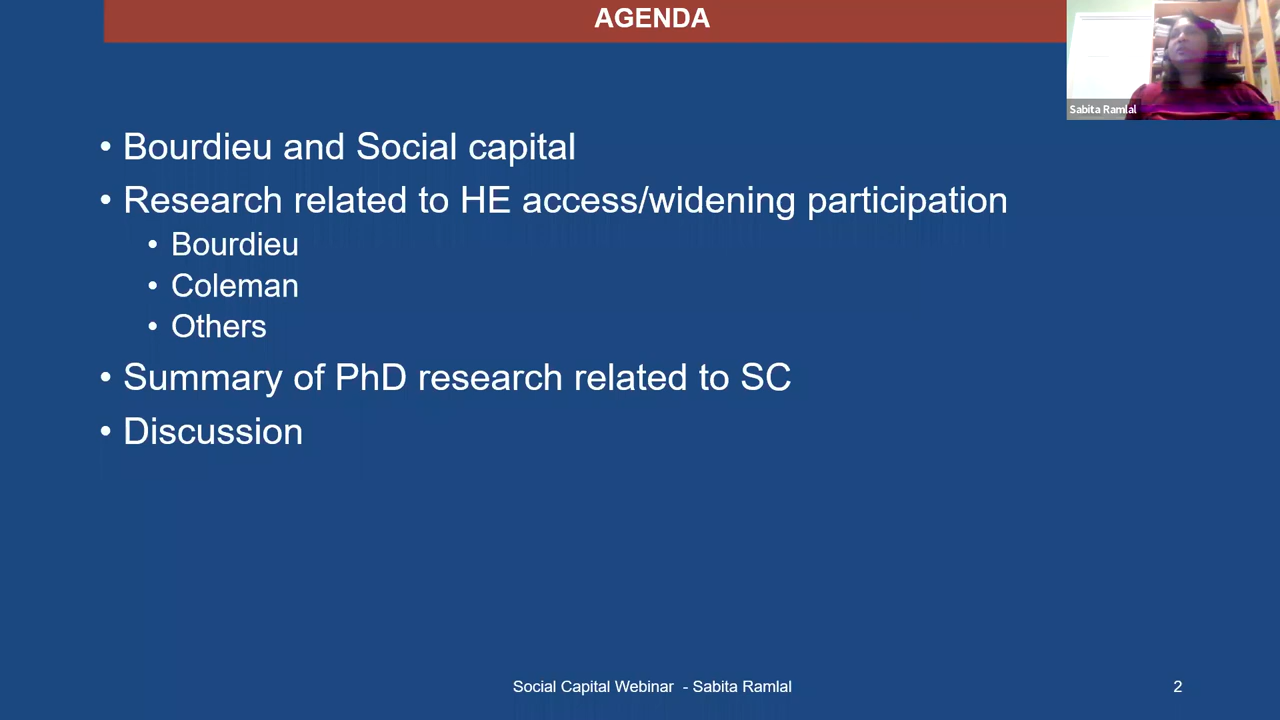 AGENDA
Sabita Ramlal
• Bourdieu and Social capital
• Research related to HE access/widening participation
• Bourdieu
• Coleman
• Others
• Summary of PhD research related to SC
• Discussion
Social Capital Webinar - Sabita Ramlal
2